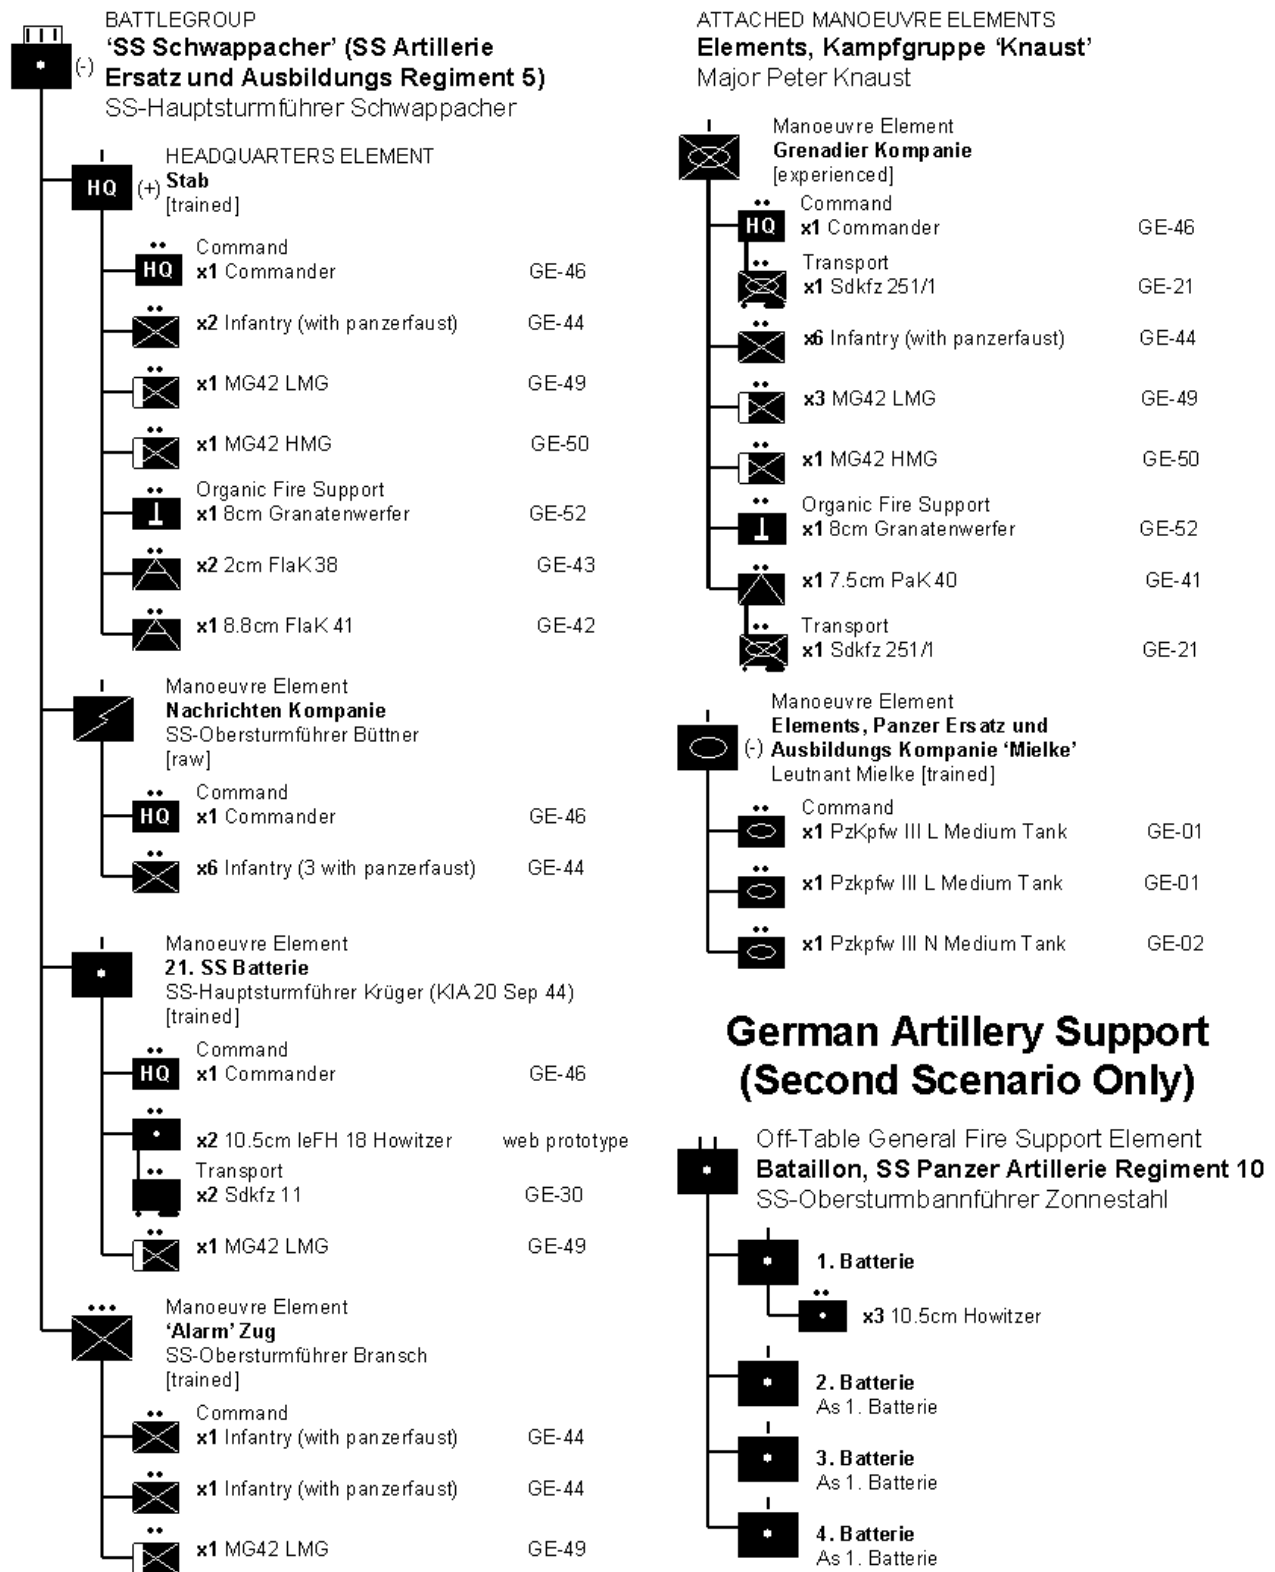 BATTLEGROUP
‘SS Schwappacher’ (SS Artillerie
(-) Ersatz und Ausbildungs Regiment 5)
SS-Hauptsturmführer Schwappacher
HEADQUARTERS ELEMENT
HQ (+) Stab
[trained]
Command
HQ x1 Commander GE-46
x2 Infantry (with panzerfaust) GE-44
x1 MG42 LMG GE-49
x1 MG42 HMG GE-50
Organic Fire Support
x1 8cm Granatenwerfer GE-52
x2 2cm FlaK 38 GE-43
x1 8.8cm FlaK 41 GE-42
Manoeuvre Element
Nachrichten Kompanie
SS-Obersturmführer Büttner
[raw]
Command
HQ x1 Commander GE-46
x6 Infantry (3 with panzerfaust) GE-44
Manoeuvre Element
21. SS Batterie
SS-Hauptsturmführer Krüger (KIA 20 Sep 44)
[trained]
Command
HQ x1 Commander GE-46
x2 10.5cm leFH 18 Howitzer web prototype
Transport
x2 Sdkfz 11 GE-30
x1 MG42 LMG GE-49
Manoeuvre Element
‘Alarm’ Zug
SS-Obersturmführer Bransch
[trained]
Command
x1 Infantry (with panzerfaust) GE-44
x1 Infantry (with panzerfaust) GE-44
x1 MG42 LMG GE-49
ATTACHED MANOEUVRE ELEMENTS
Elements, Kampfgruppe ‘Knaust’
Major Peter Knaust
Manoeuvre Element
Grenadier Kompanie
[experienced]
Command
HQ x1 Commander GE-46
Transport
x1 Sdkfz 251/1 GE-21
x6 Infantry (with panzerfaust) GE-44
x3 MG42 LMG GE-49
x1 MG42 HMG GE-50
Organic Fire Support
x1 8cm Granatenwerfer GE-52
x1 7.5cm PaK 40 GE-41
Transport
x1 Sdkfz 251/1 GE-21
Manoeuvre Element
Elements, Panzer Ersatz und
(-) Ausbildungs Kompanie ‘Mielke’
Leutnant Mielke [trained]
Command
x1 PzKpfw III L Medium Tank GE-01
x1 Pzkpfw III L Medium Tank GE-01
x1 Pzkpfw III N Medium Tank GE-02
German Artillery Support
(Second Scenario Only)
Off-Table General Fire Support Element
Bataillon, SS Panzer Artillerie Regiment 10
SS-Obersturmbannführer Zonnestahl
1. Batterie
x3 10.5cm Howitzer
2. Batterie
As 1. Batterie
3. Batterie
As 1. Batterie
4. Batterie
As 1. Batterie